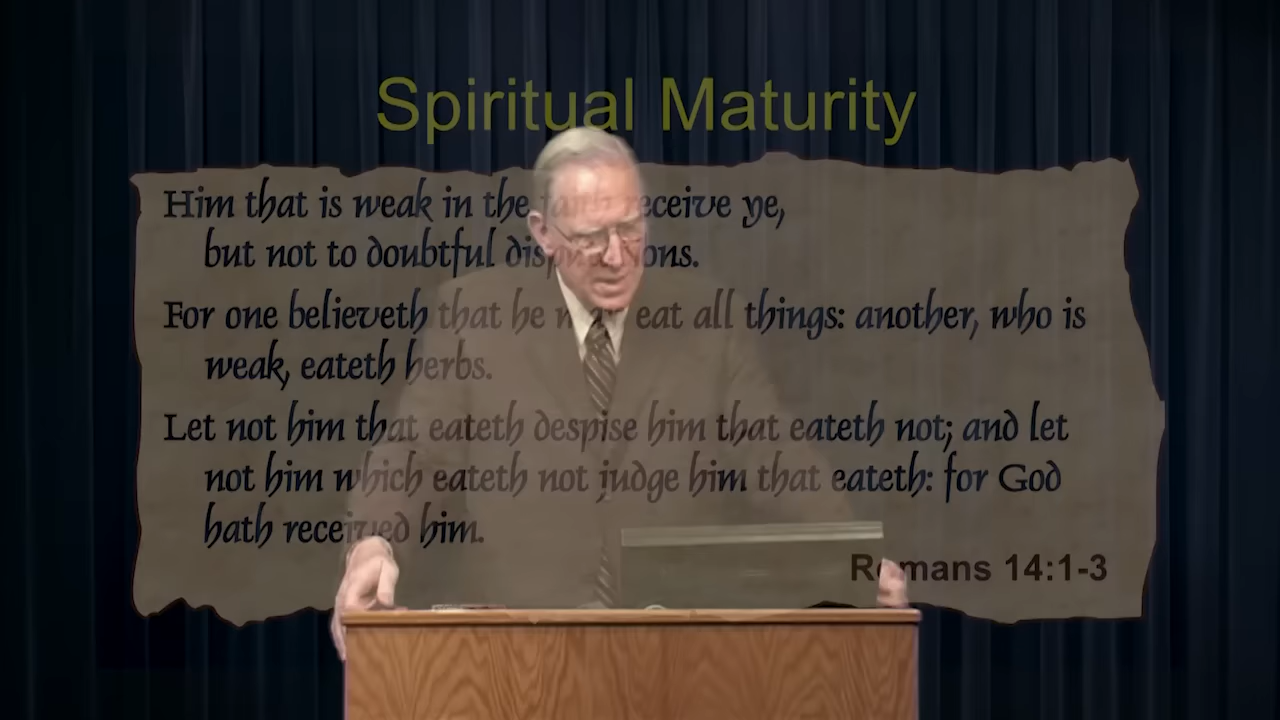 Spiritual Maturity
Him that is weak in the faith receive ye,
but not to doubtful disputations.
For one believeth that he may eat all things: another, who is
weak, eateth herbs.
Let not him that eateth despise him that eateth not; and let
not him which eateth not judge him that eateth: for God
hath received him.
Romans 14:1-3